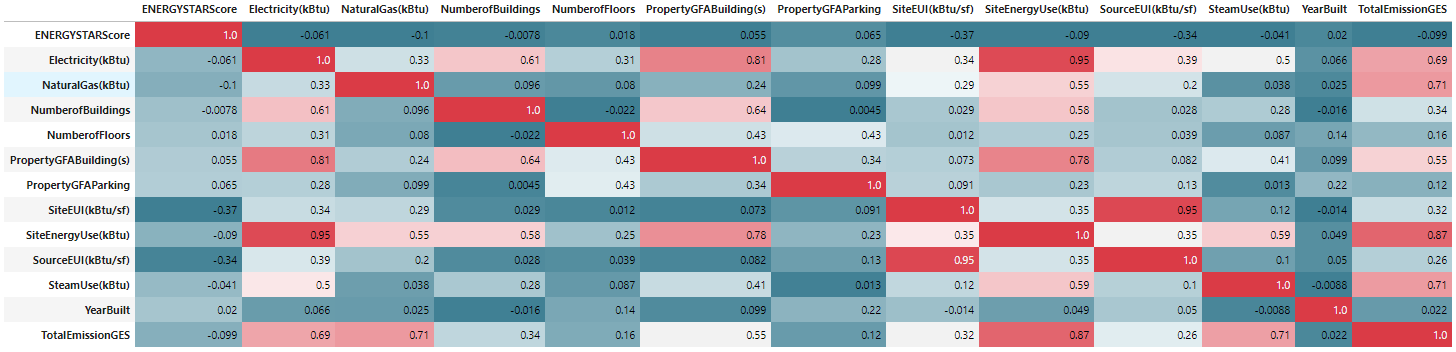 ENERGYSTARScore Electricity(kBtu) NaturalGas(kBtu) NumberofBuildings NumberofFloors PropertyGFABuilding(s) PropertyGFAParking SiteEUI(kBtu/sf) SiteEnergyUse(kBtu) SourceEUI(kBtu/sf) SteamUse(kBtu) YearBuilt TotalEmissionGES
ENERGYSTARScore 1.0 -0.061 -0.1 -0.0078 0.018 0.055 0.065 -0.37 -0.09 -0.34 -0.041 0.02 -0.099
Electricity(kBtu) -0.061 1.0 0.33 0.61 0.31 0.81 0.28 0.34 0.95 0.39 0.5 0.066 0.69
NaturalGas(kBtu) -0.1 0.33 1.0 0.096 0.08 0.24 0.099 0.29 0.55 0.2 0.038 0.025 0.71
NumberofBuildings -0.0078 0.61 0.096 1.0 -0.022 0.64 0.0045 0.029 0.58 0.028 0.28 -0.016 0.34
NumberofFloors 0.018 0.31 0.08 -0.022 1.0 0.43 0.43 0.012 0.25 0.039 0.087 0.14 0.16
PropertyGFABuilding(s) 0.055 0.81 0.24 0.64 0.43 1.0 0.34 0.073 0.78 0.082 0.41 0.099 0.55
PropertyGFAParking 0.065 0.28 0.099 0.0045 0.43 0.34 1.0 0.091 0.23 0.13 0.013 0.22 0.12
SiteEUI(kBtu/sf) -0.37 0.34 0.29 0.029 0.012 0.073 0.091 1.0 0.35 0.95 0.12 -0.014 0.32
SiteEnergyUse(kBtu) -0.09 0.95 0.55 0.58 0.25 0.78 0.23 0.35 1.0 0.35 0.59 0.049 0.87
SourceEUI(kBtu/sf) -0.34 0.39 0.2 0.028 0.039 0.082 0.13 0.95 0.35 1.0 0.1 0.05 0.26
SteamUse(kBtu) -0.041 0.5 0.038 0.28 0.087 0.41 0.013 0.12 0.59 0.1 1.0 -0.0088 0.71
YearBuilt 0.02 0.066 0.025 -0.016 0.14 0.099 0.22 -0.014 0.049 0.05 -0.0088 1.0 0.022
TotalEmissionGES -0.099 0.69 0.71 0.34 0.16 0.55 0.12 0.32 0.87 0.26 0.71 0.022 1.0